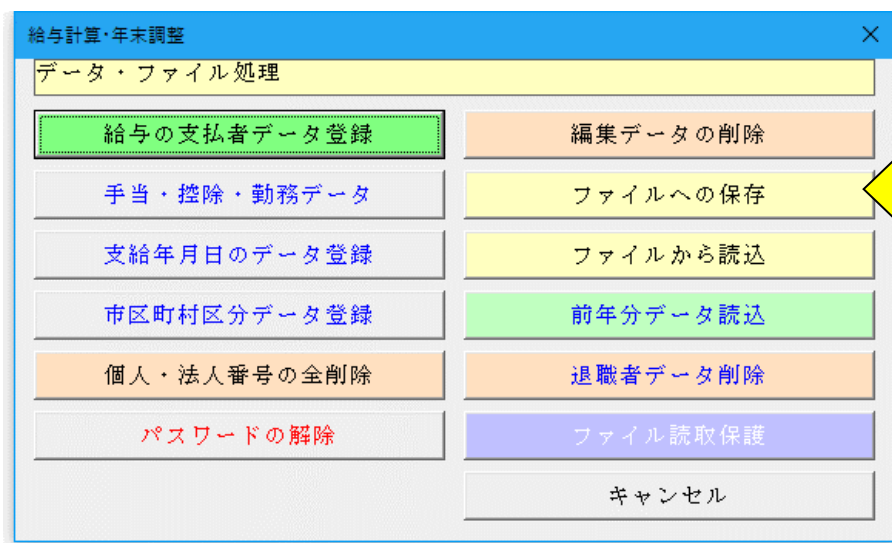 給与計算・年末調整
データ・ファイル処理
給与の支払者データ登録
編集データの削除
手当・控除・勤務データ
ファイルへの保存
支給年月日のデータ登録
ファイルから読込
市区町村区分データ登録
前年分データ読込
個人・法人番号の全削除
退職者データ削除
パスワードの解除
ファイル読取保護
キャンセル